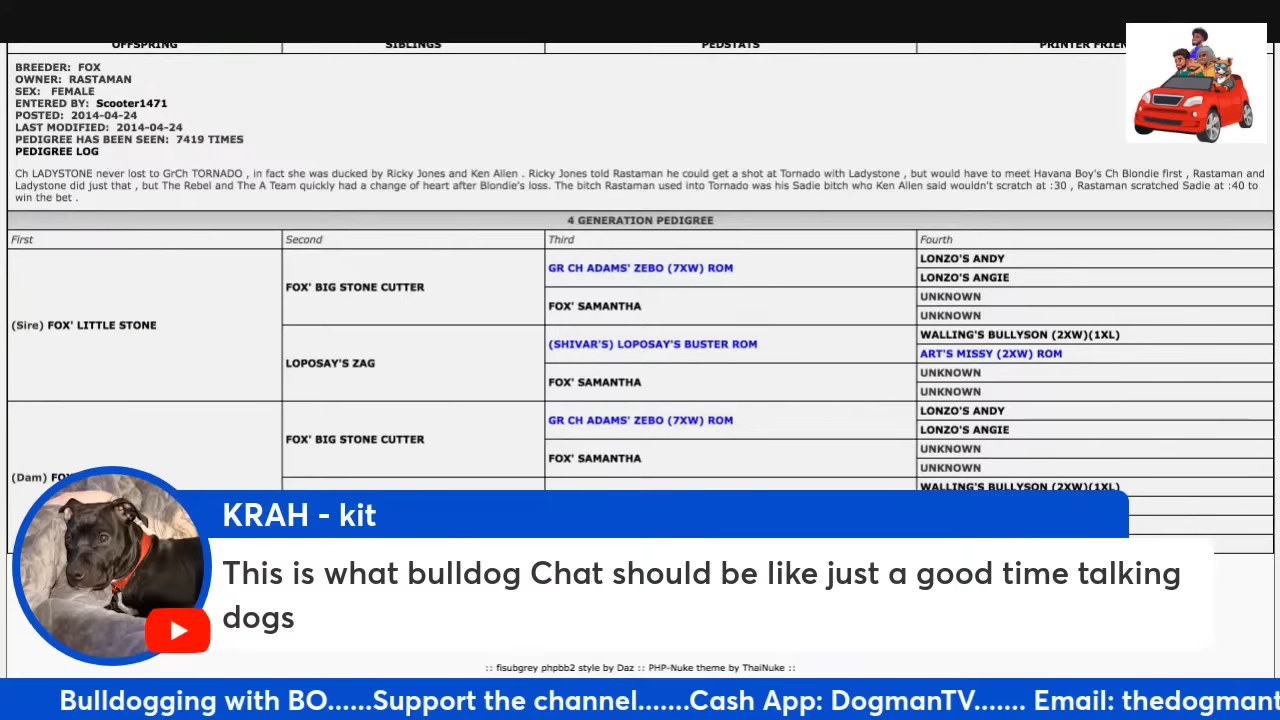 OFFSPRING SIBLINGS PEDSTATS PRINTER FRIEN
BREEDER: FOX
OWNER: RASTAMAN
SEX: FEMALE
ENTERED BY: Scooter1471
POSTED: 2014-04-24
LAST MODIFIED: 2014-04-24
PEDIGREE HAS BEEN SEEN: 7419 TIMES
PEDIGREE LOG
Ch LADYSTONE never lost to GrCh TORNADO , in fact she was ducked by Ricky Jones and Ken Allen . Ricky Jones told Rastaman he could get a shot at Tornado with Ladystone , but would have to meet Havana Boy's Ch Blondie first , Rastaman and
Ladystone did just that , but The Rebel and The A Team quickly had a change of heart after Blondie's loss. The bitch Rastaman used into Tornado was his Sadie bitch who Ken Allen said wouldn't scratch at :30 , Rastaman scratched Sadie at :40 to
win the bet .
4 GENERATION PEDIGREE
First Second Third Fourth
(Sire) FOX' LITTLE STONE
FOX' BIG STONE CUTTER
GR CH ADAMS' ZEBO (7XW) ROM
LONZO'S ANDY
LONZO'S ANGIE
FOX' SAMANTHA
UNKNOWN
UNKNOWN
LOPOSAY'S ZAG
(SHIVAR'S) LOPOSAY'S BUSTER ROM
WALLING'S BULLYSON (2XW)(1XL)
ART'S MISSY (2XW) ROM
FOX' SAMANTHA
UNKNOWN
UNKNOWN
(Dam) FOX'
FOX' BIG STONE CUTTER
GR CH ADAMS' ZEBO (7XW) ROM
LONZO'S ANDY
LONZO'S ANGIE
FOX' SAMANTHA
UNKNOWN
UNKNOWN
WALLING'S BULLYSON (2XW)(1XL)
KRAH - kit
This is what bulldog Chat should be like just a good time talking
dogs
:: fisubgrey phpbb2 style by Daz :: PHP-Nuke theme by ThaiNuke ::
Bulldogging with BO......Support the channel.......Cash App: DogmanTV....... Email: thedogmant